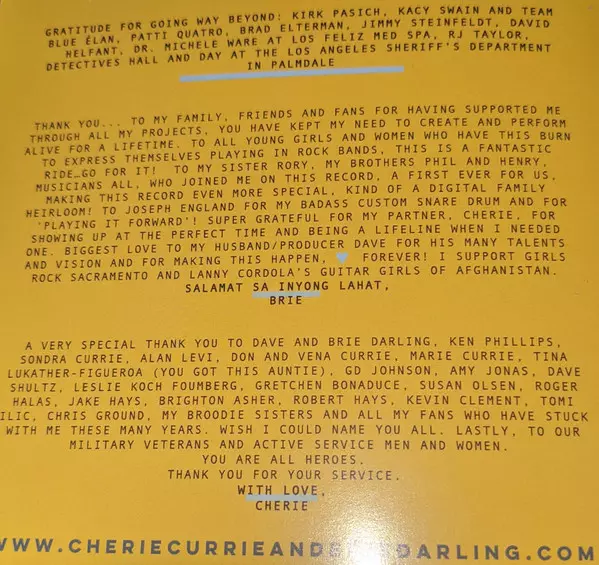 GRATITUDE FOR GOING WAY BEYOND: KIRK PASICH, KACY SWAIN AND TEAM
BLUE ÉLAN, PATTI QUATRO, BRAD ELTERMAN, JIMMY STEINFELDT, DAVID
HELFANT, DR. MICHELE WARE AT LOS FELIZ MED SPA, RJ TAYLOR,
DETECTIVES HALL AND DAY AT THE LOS ANGELES SHERIFF'S DEPARTMENT
IN PALMDALE
THANK YOU... TO MY FAMILY, FRIENDS AND FANS FOR HAVING SUPPORTED ME
THROUGH ALL MY PROJECTS, YOU HAVE KEPT MY NEED TO CREATE AND PERFORM
ALIVE FOR A LIFETIME. TO ALL YOUNG GIRLS AND WOMEN WHO HAVE THIS BURN
TO EXPRESS THEMSELVES PLAYING IN ROCK BANDS, THIS IS A FANTASTIC
RIDE…GO FOR IT! TO MY SISTER RORY, MY BROTHERS PHIL AND HENRY,
MUSICIANS ALL, WHO JOINED ME ON THIS RECORD, A FIRST EVER FOR US,
MAKING THIS RECORD EVEN MORE SPECIAL, KIND OF A DIGITAL FAMILY
HEIRLOOM! TO JOSEPH ENGLAND FOR MY BADASS CUSTOM SNARE DRUM AND FOR
'PLAYING IT FORWARD'! SUPER GRATEFUL FOR MY PARTNER, CHERIE, FOR
SHOWING UP AT THE PERFECT TIME AND BEING A LIFELINE WHEN I NEEDED
ONE. BIGGEST LOVE TO MY HUSBAND/PRODUCER DAVE FOR HIS MANY TALENTS
AND VISION AND FOR MAKING THIS HAPPEN, ♥ FOREVER! I SUPPORT GIRLS
ROCK SACRAMENTO AND LANNY CORDOLA'S GUITAR GIRLS OF AFGHANISTAN.
SALAMAT SA INYONG LAHAT,
BRIE
A VERY SPECIAL THANK YOU TO DAVE AND BRIE DARLING, KEN PHILLIPS,
SONDRA CURRIE, ALAN LEVI, DON AND VENA CURRIE, MARIE CURRIE, TINA
LUKATHER-FIGUEROA (YOU GOT THIS AUNTIE), GD JOHNSON, AMY JONAS, DAVE
SHULTZ, LESLIE KOCH FOUMBERG, GRETCHEN BONADUCE, SUSAN OLSEN, ROGER
HALAS, JAKE HAYS, BRIGHTON ASHER, ROBERT HAYS, KEVIN CLEMENT, TOMI
ILIC, CHRIS GROUND, MY BROODIE SISTERS AND ALL MY FANS WHO HAVE STUCK
WITH ME THESE MANY YEARS. WISH I COULD NAME YOU ALL. LASTLY, TO OUR
MILITARY VETERANS AND ACTIVE SERVICE MEN AND WOMEN.
YOU ARE ALL HEROES.
THANK YOU FOR YOUR SERVICE.
WITH LOVE,
CHERIE
WWW.CHERIECURRIEANDBRIEDARLING.COM